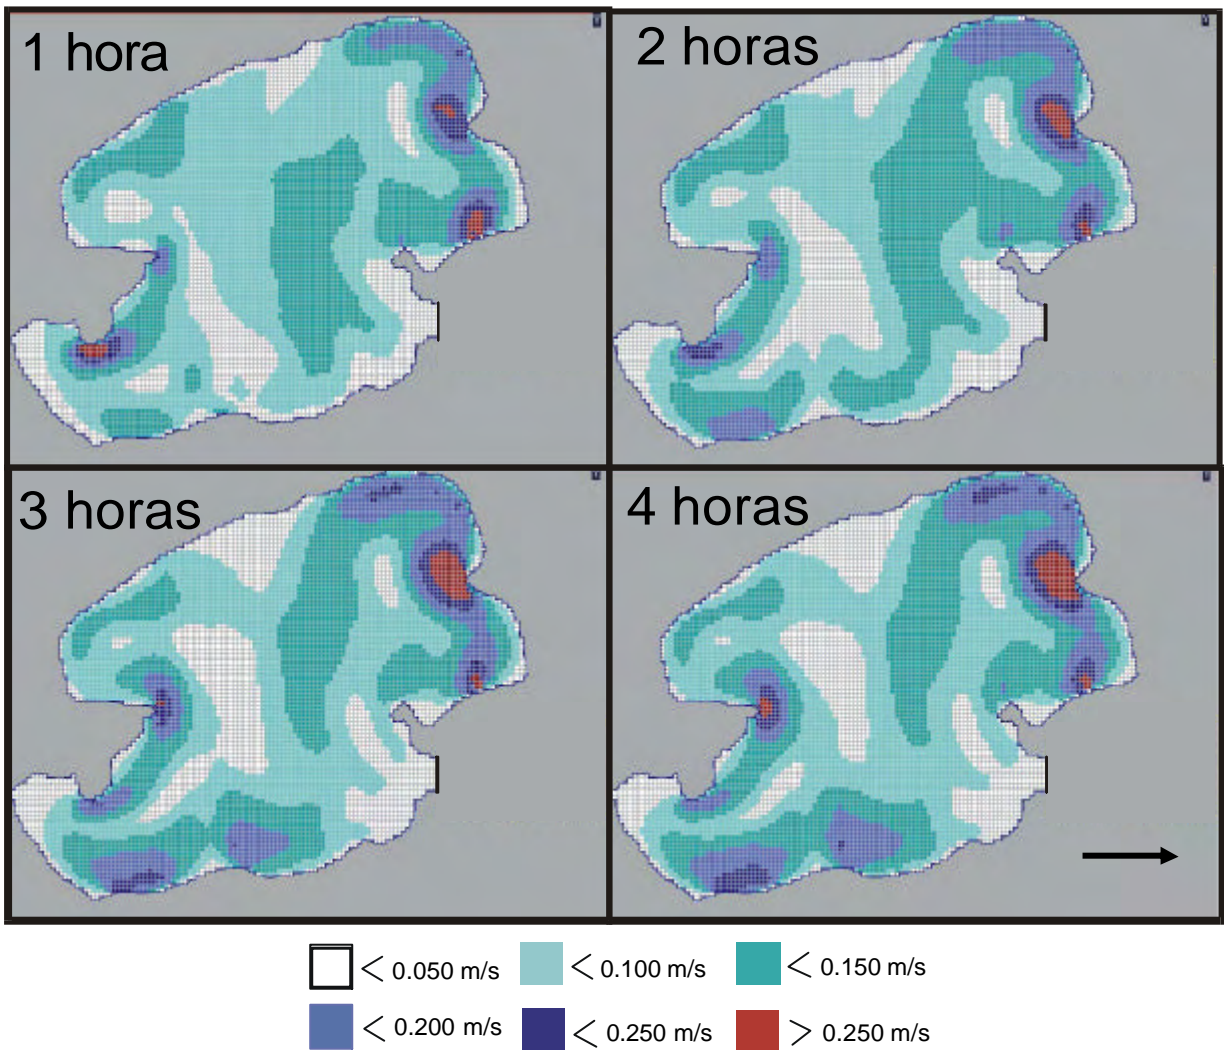 1 hora
2 horas
3 horas
4 horas
< 0.050 m/s
< 0.100 m/s
< 0.150 m/s
< 0.200 m/s
< 0.250 m/s
> 0.250 m/s